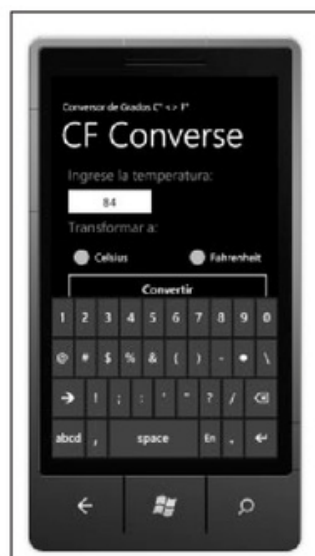 Conversor de Grados C° <> F°
CF Converse
Ingrese la temperatura:
84
Transformar a:
Celsius Fahrenheit
Convertir
1 2 3 4 5 6 7 8 9 0
@ # $ % & ( ) - \
! ; : ' " ? /
abcd , space En .